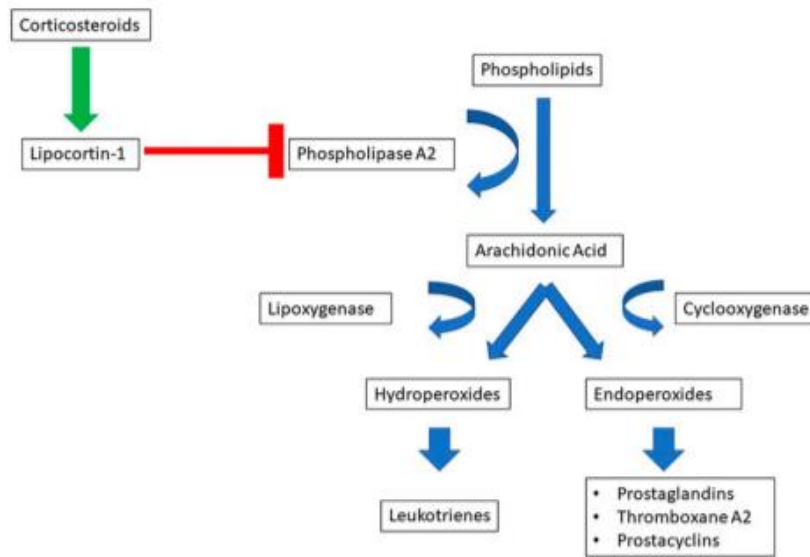 Corticosteroids
Phospholipids
Lipocortin-1
Phospholipase A2
Arachidonic Acid
Lipoxygenase
Cyclooxygenase
Hydroperoxides
Endoperoxides
Leukotrienes
• Prostaglandins
• Thromboxane A2
• Prostacyclins